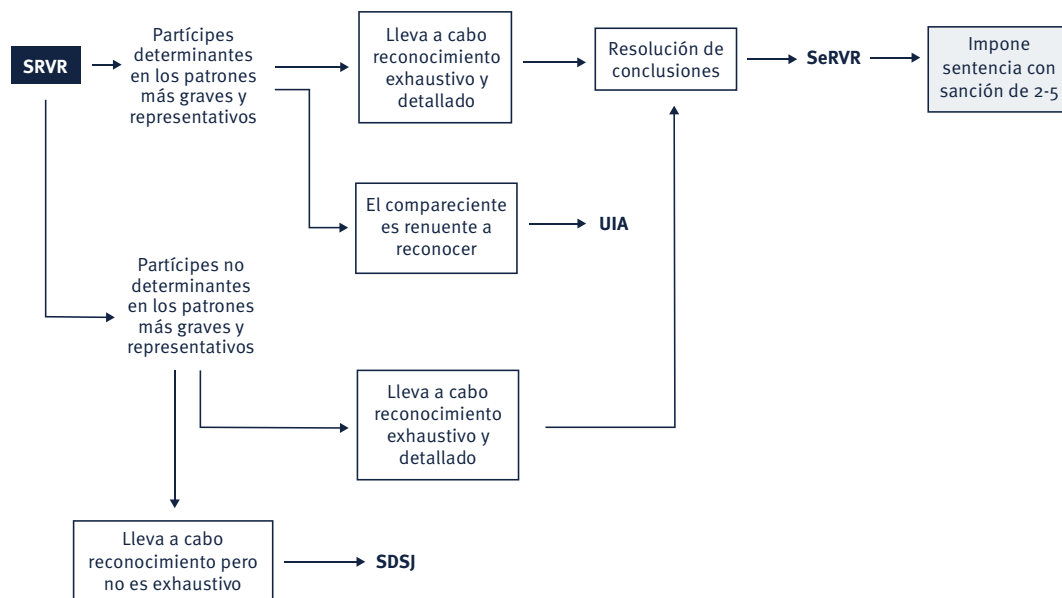 SRVR
Partícipes
determinantes
en los patrones
más graves y
representativos
Lleva a cabo
reconocimiento
exhaustivo y
detallado
Resolución de
conclusiones
SeRVR
Impone
sentencia con
sanción de 2-5
El compareciente
es renuente a
reconocer
UIA
Partícipes no
determinantes
en los patrones
más graves y
representativos
Lleva a cabo
reconocimiento
exhaustivo y
detallado
Lleva a cabo
reconocimiento pero
no es exhaustivo
SDSJ